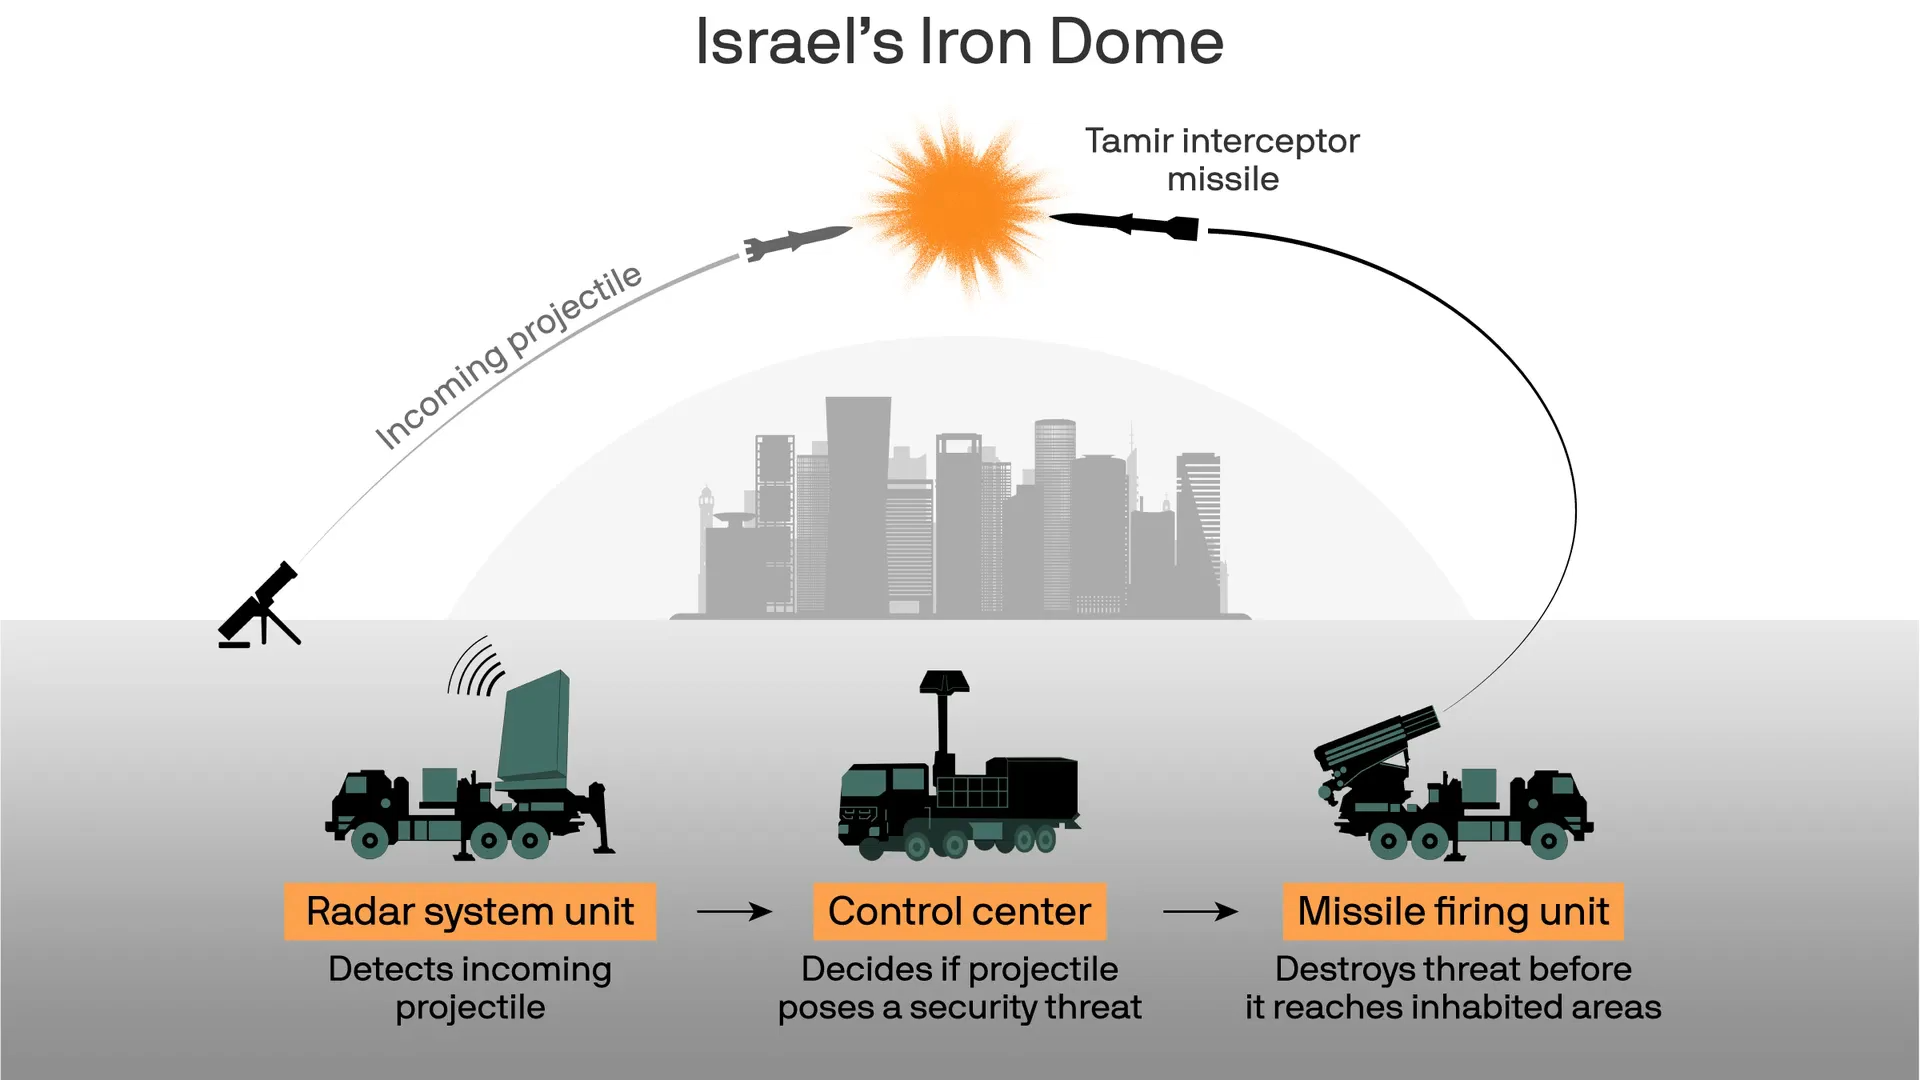 Israel’s Iron Dome
Tamir interceptor
missile
Incoming projectile
Radar system unit
Detects incoming
projectile
Control center
Decides if projectile
poses a security threat
Missile firing unit
Destroys threat before
it reaches inhabited areas